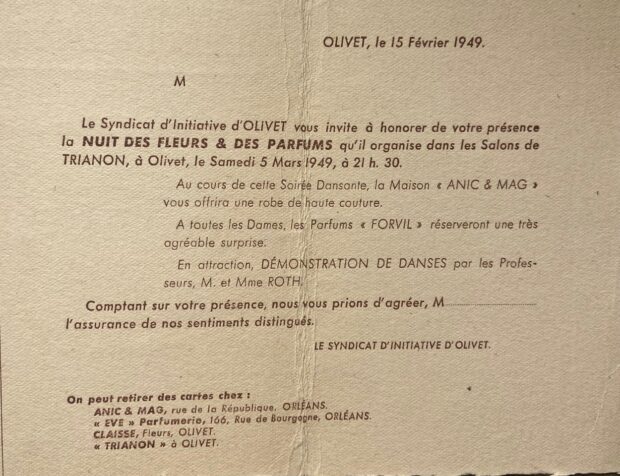 OLIVET, le 15 Février 1949.
M
Le Syndicat d'Initiative d'OLIVET vous invite à honorer de votre présence
la NUIT DES FLEURS & DES PARFUMS qu'il organise dans les Salons de
TRIANON, à Olivet, le Samedi 5 Mars 1949, à 21 h. 30.
Au cours de cette Soirée Dansante, la Maison « ANIC & MAG »
vous offrira une robe de haute couture.
A toutes les Dames, les Parfums « FORVIL » réserveront une très
agréable surprise.
En attraction, DÉMONSTRATION DE DANSES par les Profes-
seurs, M. et Mme ROTH.
Comptant sur votre présence, nous vous prions d'agréer, M....................
l'assurance de nos sentiments distingués.
LE SYNDICAT D'INITIATIVE D'OLIVET.
On peut retirer des cartes chez :
ANIC & MAG, rue de la République, ORLÉANS.
« EVE » Parfumerie, 166, Rue de Bourgogne, ORLÉANS.
CLAISSE, Fleurs, OLIVET.
« TRIANON » à OLIVET.